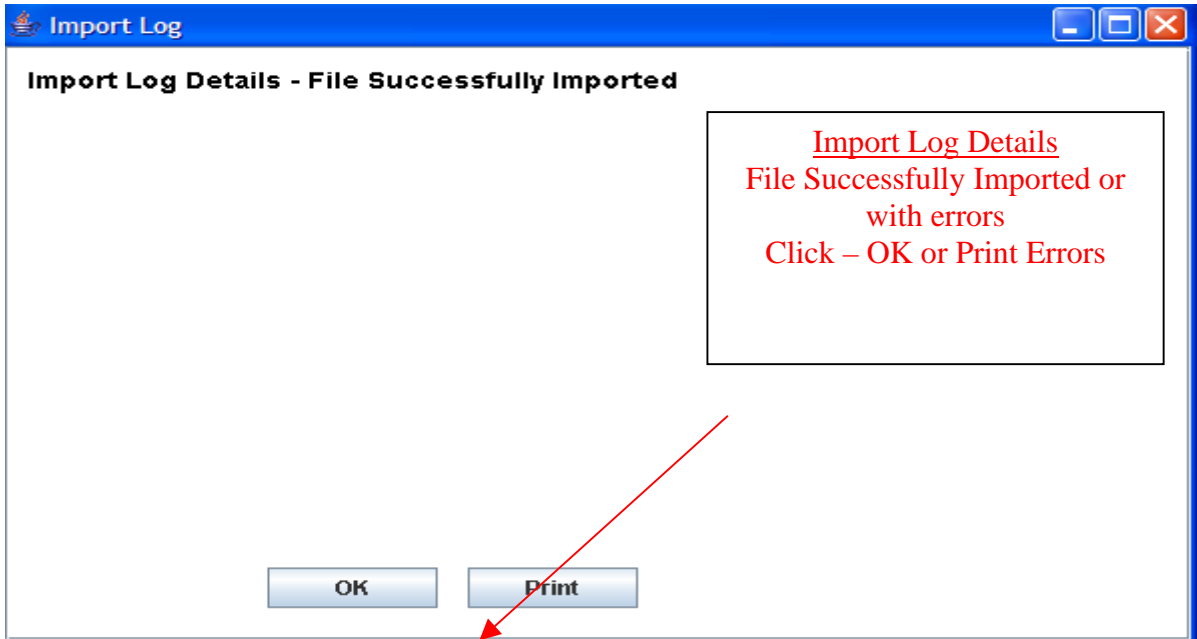 Import Log
Import Log Details - File Successfully Imported
Import Log Details
File Successfully Imported or
with errors
Click – OK or Print Errors
OK
Print